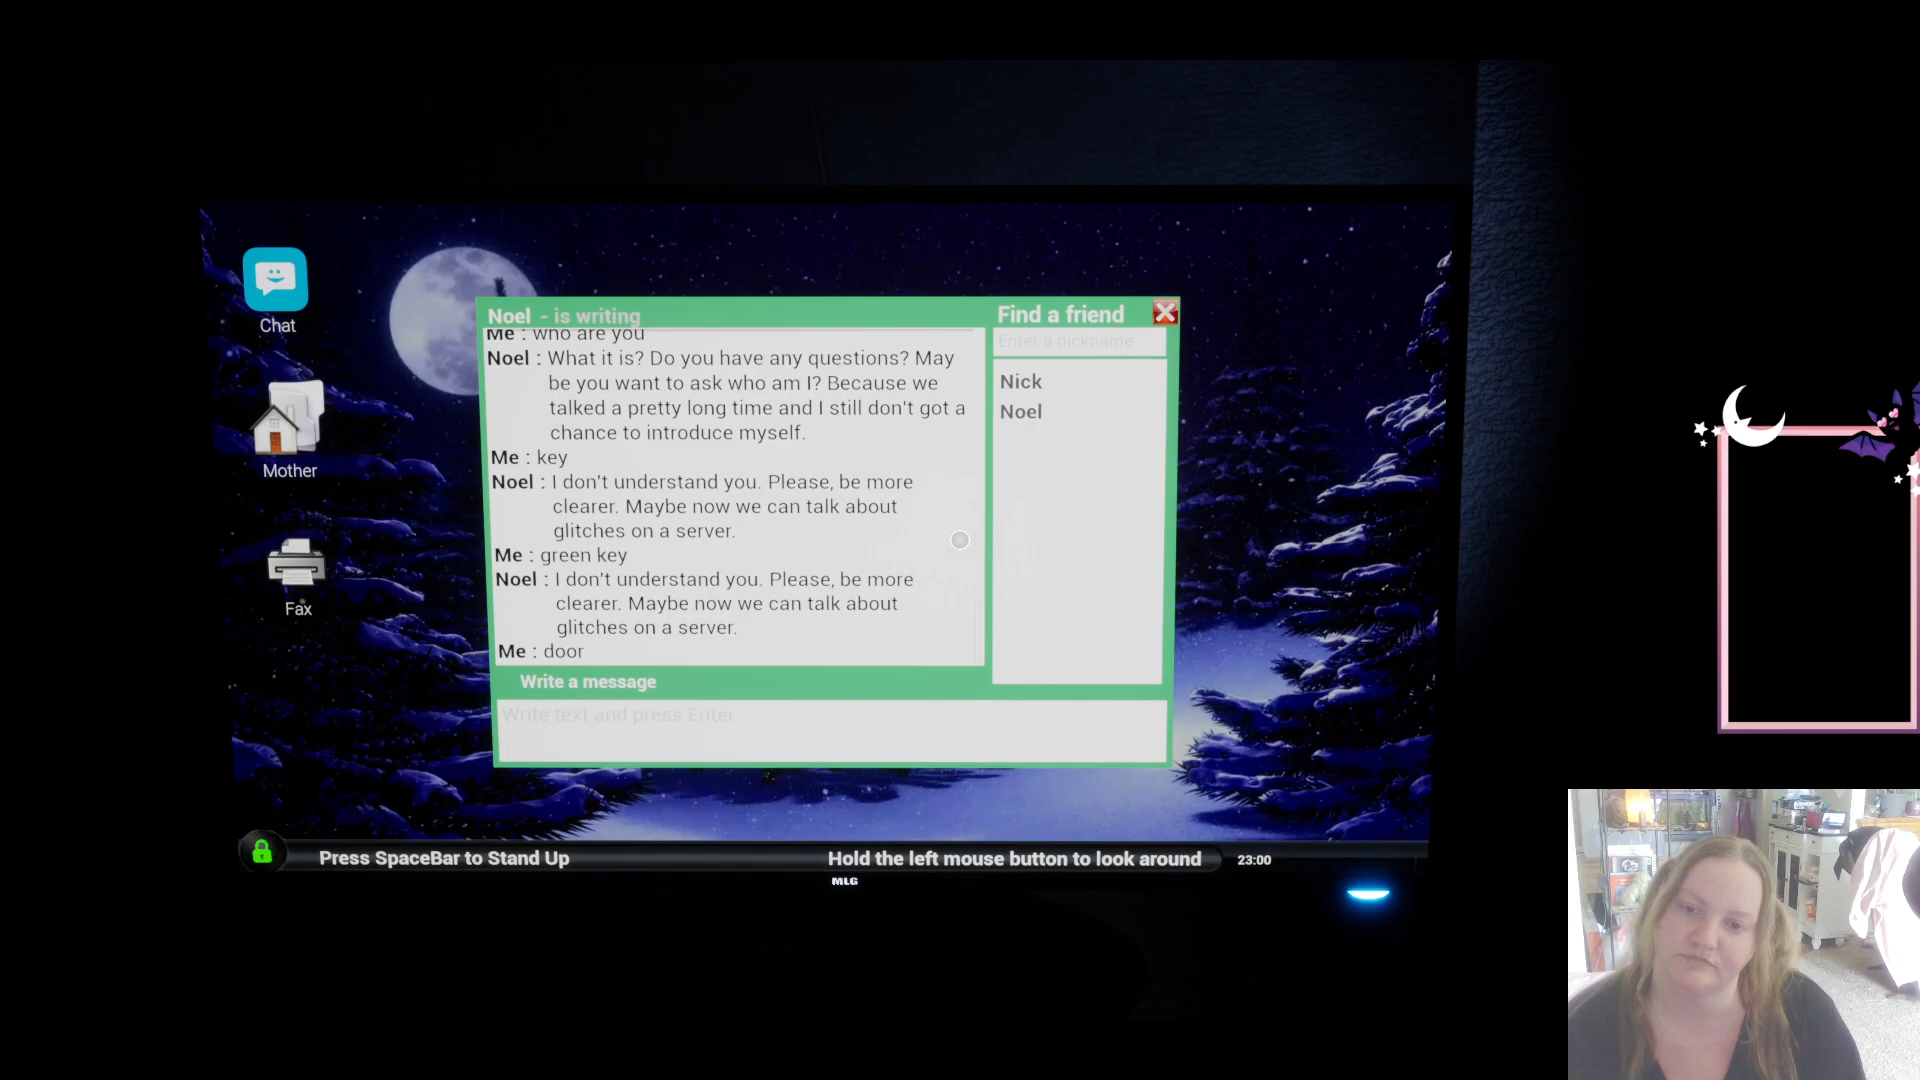 Chat
Mother
Fax
Noel - is writing
Me : who are you
Noel : What it is? Do you have any questions? May
be you want to ask who am I? Because we
talked a pretty long time and I still don't got a
chance to introduce myself.
Me : key
Noel : I don't understand you. Please, be more
clearer. Maybe now we can talk about
glitches on a server.
Me : green key
Noel : I don't understand you. Please, be more
clearer. Maybe now we can talk about
glitches on a server.
Me : door
Write a message
Write text and press Enter
Find a friend
Enter a nickname
Nick
Noel
Press SpaceBar to Stand Up
Hold the left mouse button to look around
23:00
MLG